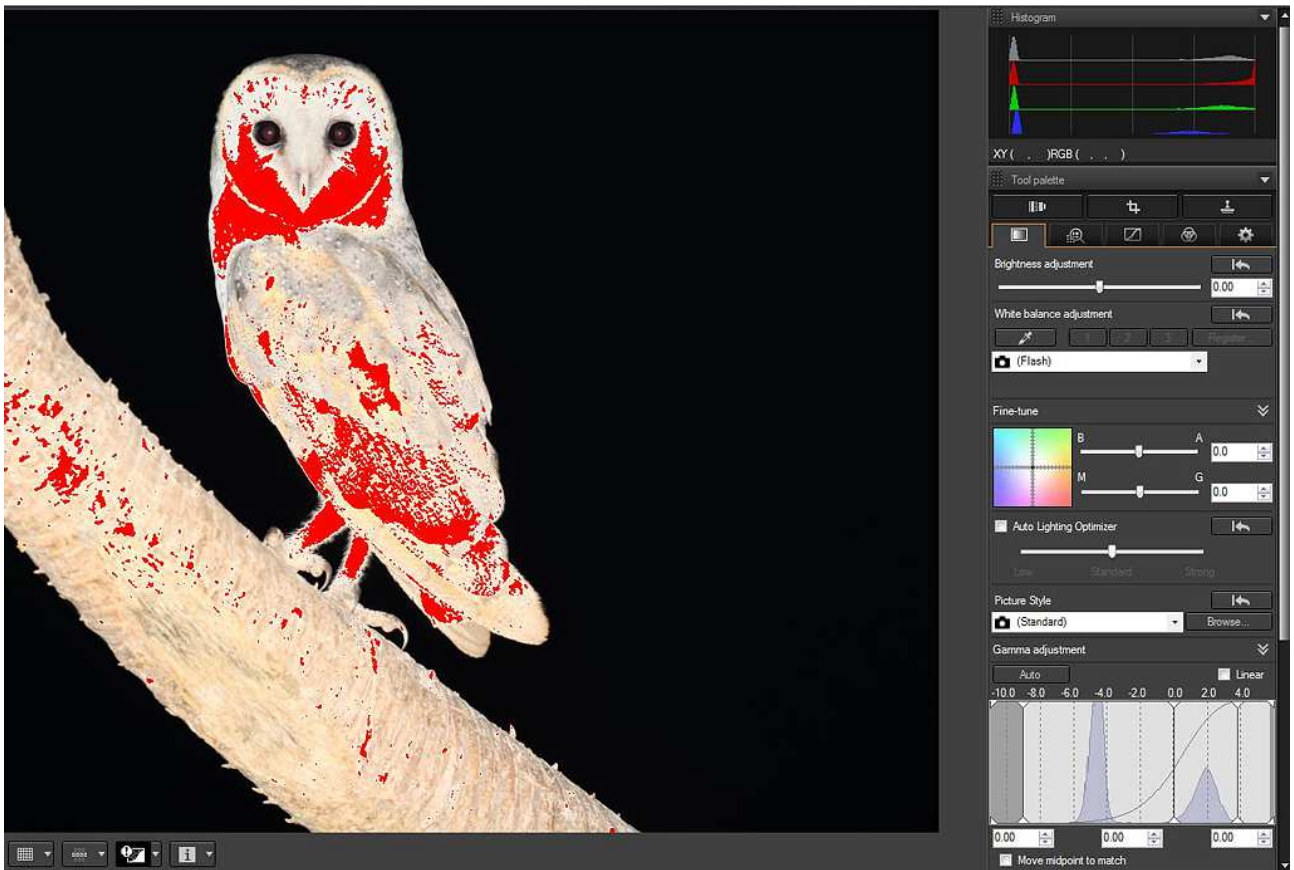 Histogram
XY ( , )RGB ( , , )
Tool palette
Brightness adjustment
0.00
White balance adjustment
1 2 3 Register...
(Flash)
Fine-tune
B A 0.0
M G 0.0
Auto Lighting Optimizer
Low Standard Strong
Picture Style
(Standard) Browse...
Gamma adjustment
Auto Linear
-10.0 -8.0 -6.0 -4.0 -2.0 0.0 2.0 4.0
0.00 0.00 0.00
Move midpoint to match